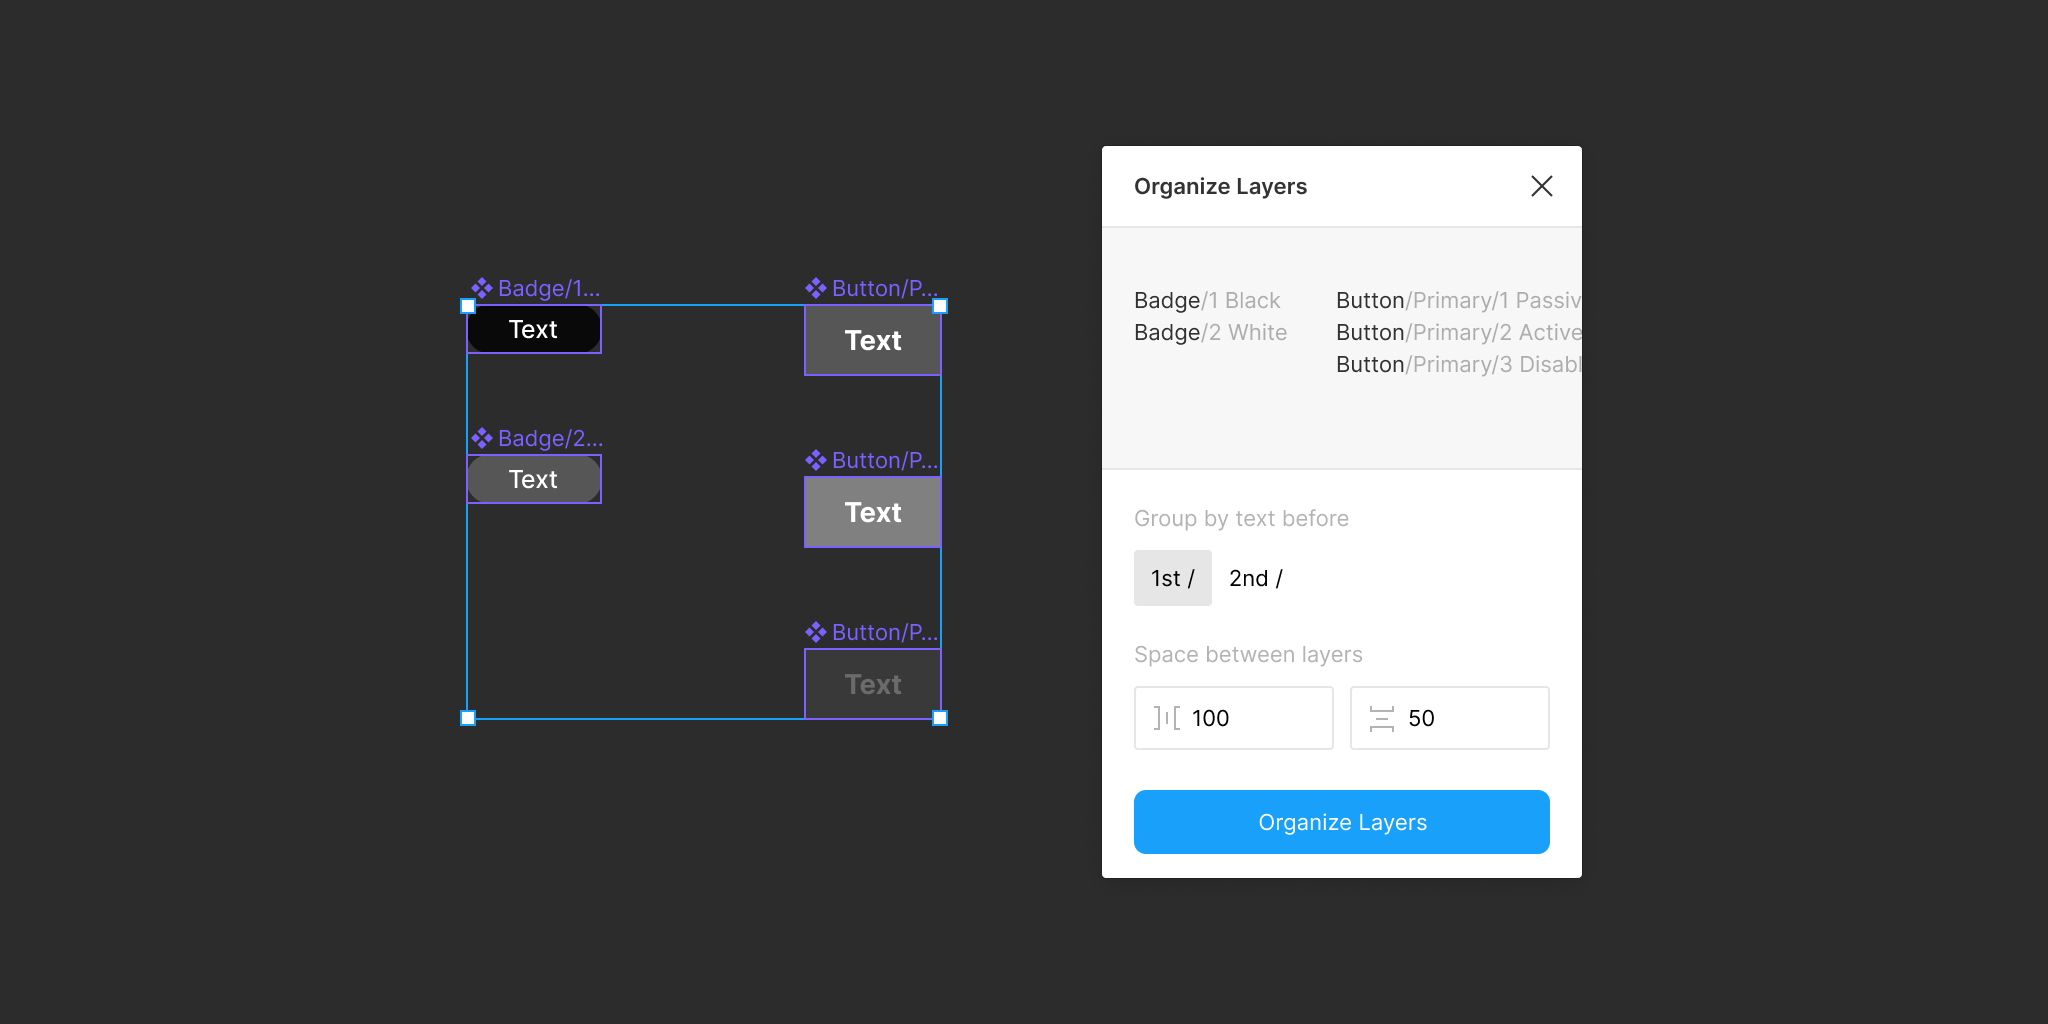 Badge/1...
Text
Badge/2...
Text
Button/P...
Text
Button/P...
Text
Button/P...
Text
Organize Layers
Badge/1 Black
Badge/2 White
Button/Primary/1 Passiv
Button/Primary/2 Active
Button/Primary/3 Disabl
Group by text before
1st / 2nd /
Space between layers
100 50
Organize Layers